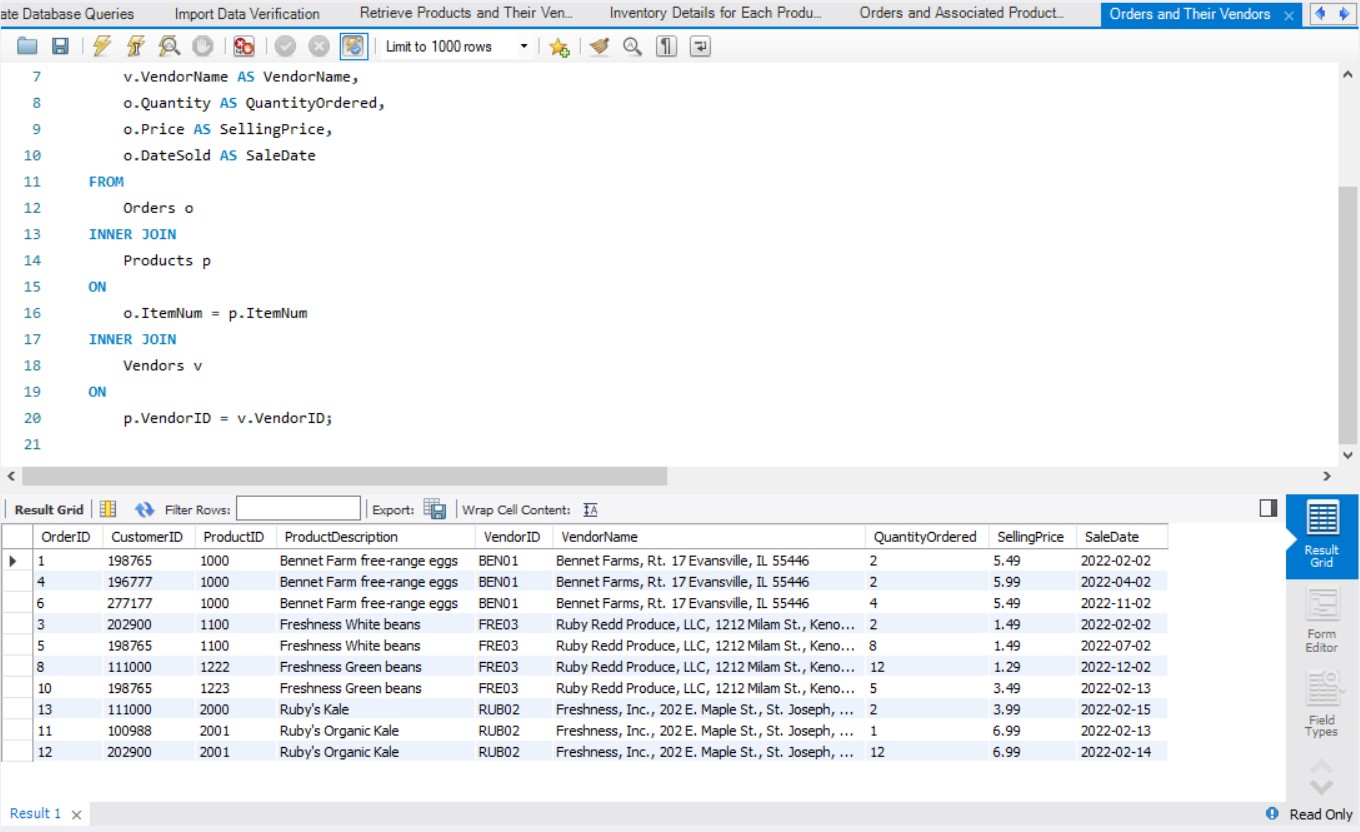 ate Database Queries Import Data Verification Retrieve Products and Their Ven... Inventory Details for Each Produ... Orders and Associated Product... Orders and Their Vendors
Limit to 1000 rows
7 v.VendorName AS VendorName,
8 o.Quantity AS QuantityOrdered,
9 o.Price AS SellingPrice,
10 o.DateSold AS SaleDate
11 FROM
12 Orders o
13 INNER JOIN
14 Products p
15 ON
16 o.ItemNum = p.ItemNum
17 INNER JOIN
18 Vendors v
19 ON
20 p.VendorID = v.VendorID;
21
Result Grid Filter Rows: Export: Wrap Cell Content:
OrderID CustomerID ProductID ProductDescription VendorID VendorName QuantityOrdered SellingPrice SaleDate
1 198765 1000 Bennet Farm free-range eggs BEN01 Bennet Farms, Rt. 17 Evansville, IL 55446 2 5.49 2022-02-02
4 196777 1000 Bennet Farm free-range eggs BEN01 Bennet Farms, Rt. 17 Evansville, IL 55446 2 5.99 2022-04-02
6 277177 1000 Bennet Farm free-range eggs BEN01 Bennet Farms, Rt. 17 Evansville, IL 55446 4 5.49 2022-11-02
3 202900 1100 Freshness White beans FRE03 Ruby Redd Produce, LLC, 1212 Milam St., Keno... 2 1.49 2022-02-02
5 198765 1100 Freshness White beans FRE03 Ruby Redd Produce, LLC, 1212 Milam St., Keno... 8 1.49 2022-07-02
8 111000 1222 Freshness Green beans FRE03 Ruby Redd Produce, LLC, 1212 Milam St., Keno... 12 1.29 2022-12-02
10 198765 1223 Freshness Green beans FRE03 Ruby Redd Produce, LLC, 1212 Milam St., Keno... 5 3.49 2022-02-13
13 111000 2000 Ruby's Kale RUB02 Freshness, Inc., 202 E. Maple St., St. Joseph, ... 2 3.99 2022-02-15
11 100988 2001 Ruby's Organic Kale RUB02 Freshness, Inc., 202 E. Maple St., St. Joseph, ... 1 6.99 2022-02-13
12 202900 2001 Ruby's Organic Kale RUB02 Freshness, Inc., 202 E. Maple St., St. Joseph, ... 12 6.99 2022-02-14
Result
Grid
Form
Editor
Field
Types
Result 1 Read Only